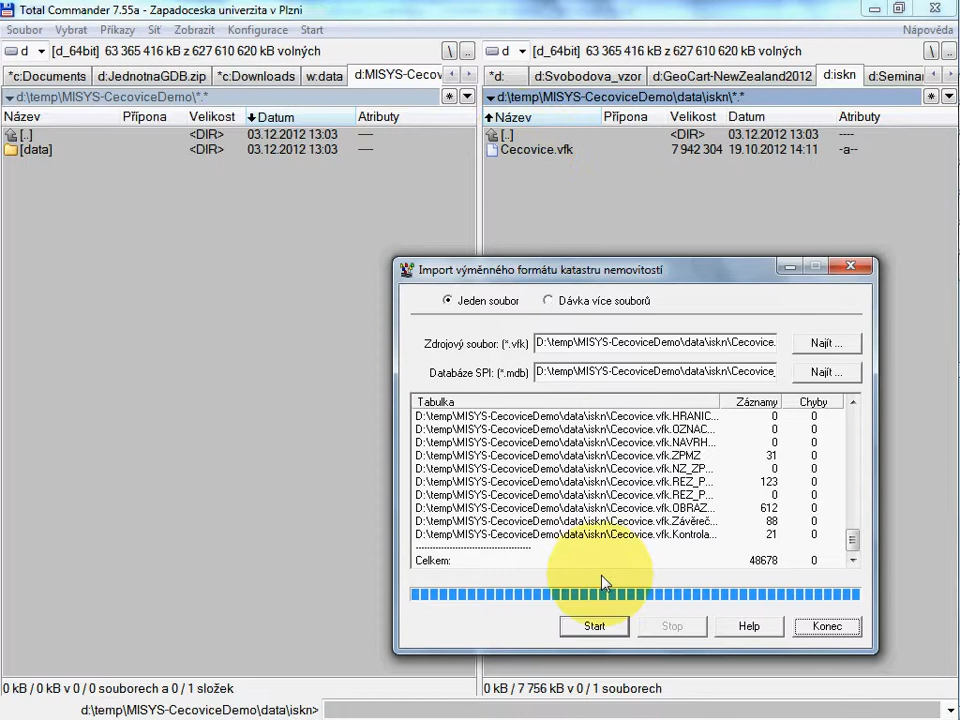 Total Commander 7.55a - Zapadoceska univerzita v Plzni
Soubor Vybrat Příkazy Síť Zobrazit Konfigurace Start Nápověda
d [d_64bit] 63 365 416 kB z 627 610 620 kB volných \ ..
d [d_64bit] 63 365 416 kB z 627 610 620 kB volných \ ..
*c:Documents d:JednotnaGDB.zip *c:Downloads w:data d:MISYS-Cecov
*d: d:Svobodova_vzor d:GeoCart-NewZealand2012 d:iskn d:Seminar
d:\temp\MISYS-CecoviceDemo\*.* *
d:\temp\MISYS-CecoviceDemo\data\iskn\*.* *
Název Přípona Velikost Datum Atributy
Název Přípona Velikost Datum Atributy
[..] <DIR> 03.12.2012 13:03 ----
[..] <DIR> 03.12.2012 13:03 ----
[data] <DIR> 03.12.2012 13:03 ----
Cecovice.vfk 7 942 304 19.10.2012 14:11 -a--
Import výměnného formátu katastru nemovitostí
Jeden soubor Dávka více souborů
Zdrojový soubor: (*.vfk) D:\temp\MISYS-CecoviceDemo\data\iskn\Cecovice. Najít ...
Databáze SPI: (*.mdb) D:\temp\MISYS-CecoviceDemo\data\iskn\Cecovice_ Najít ...
Tabulka Záznamy Chyby
D:\temp\MISYS-CecoviceDemo\data\iskn\Cecovice.vfk.HRANIC... 0 0
D:\temp\MISYS-CecoviceDemo\data\iskn\Cecovice.vfk.OZNAC... 0 0
D:\temp\MISYS-CecoviceDemo\data\iskn\Cecovice.vfk.NAVRH... 0 0
D:\temp\MISYS-CecoviceDemo\data\iskn\Cecovice.vfk.ZPMZ 31 0
D:\temp\MISYS-CecoviceDemo\data\iskn\Cecovice.vfk.NZ_ZP... 0 0
D:\temp\MISYS-CecoviceDemo\data\iskn\Cecovice.vfk.REZ_P... 123 0
D:\temp\MISYS-CecoviceDemo\data\iskn\Cecovice.vfk.REZ_P... 0 0
D:\temp\MISYS-CecoviceDemo\data\iskn\Cecovice.vfk.OBRAZ... 612 0
D:\temp\MISYS-CecoviceDemo\data\iskn\Cecovice.vfk.Závěreč... 88 0
D:\temp\MISYS-CecoviceDemo\data\iskn\Cecovice.vfk.Kontrola... 21 0
-----------------------------------
Celkem: 48678 0
Start Stop Help Konec
0 kB / 0 kB v 0 / 0 souborech a 0 / 1 složek
0 kB / 7 756 kB v 0 / 1 souborech
d:\temp\MISYS-CecoviceDemo\data\iskn>